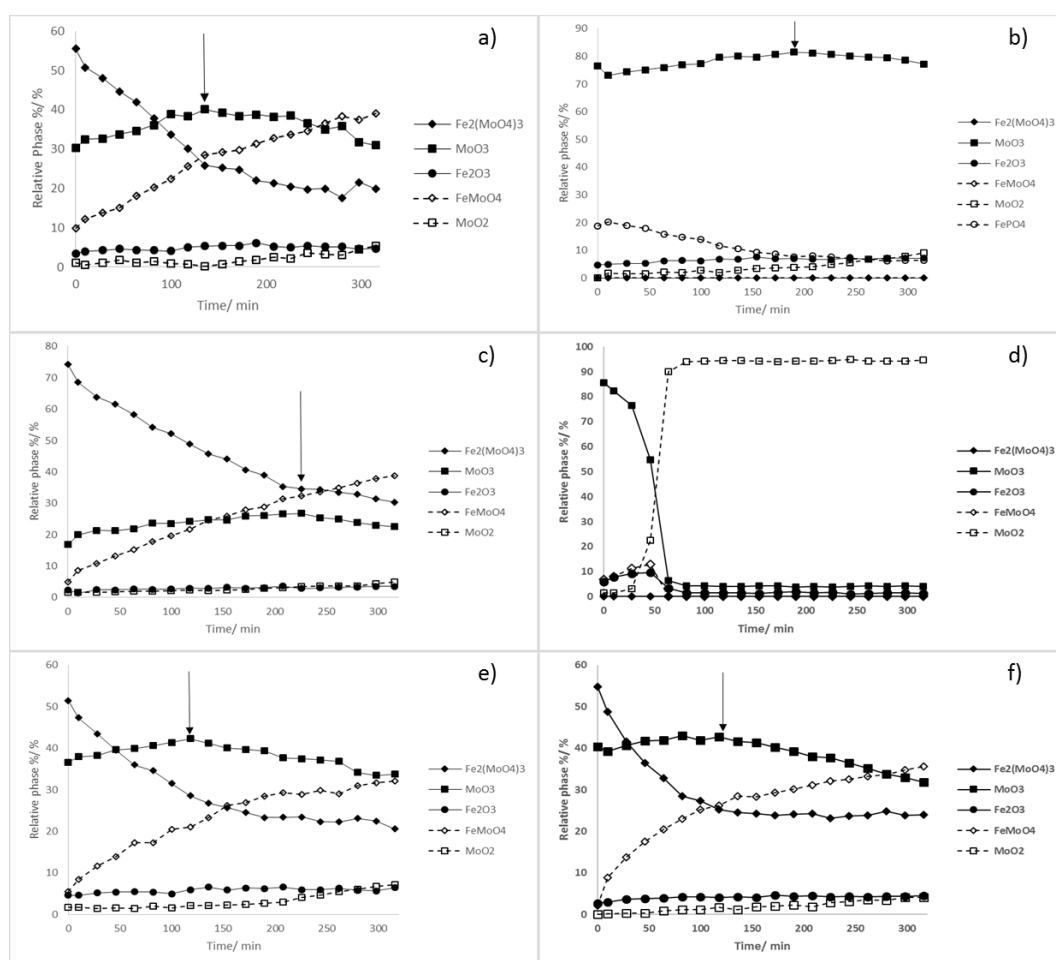 a)
Relative Phase %/ %
60
50
40
30
20
10
0
0 100 200 300
Time/ min
Fe2(MoO4)3
MoO3
Fe2O3
FeMoO4
MoO2
b)
Relative phase %/ %
90
80
70
60
50
40
30
20
10
0
0 50 100 150 200 250 300
Time/ min
Fe2(MoO4)3
MoO3
Fe2O3
FeMoO4
MoO2
FePO4
c)
Relative phase %/ %
80
70
60
50
40
30
20
10
0
0 50 100 150 200 250 300
Time/ min
Fe2(MoO4)3
MoO3
Fe2O3
FeMoO4
MoO2
d)
Relative phase %/ %
100
90
80
70
60
50
40
30
20
10
0
0 50 100 150 200 250 300
Time/ min
Fe2(MoO4)3
MoO3
Fe2O3
FeMoO4
MoO2
e)
Relative phase %/ %
60
50
40
30
20
10
0
0 50 100 150 200 250 300
Time/ min
Fe2(MoO4)3
MoO3
Fe2O3
FeMoO4
MoO2
f)
Relative phase %/ %
60
50
40
30
20
10
0
0 50 100 150 200 250 300
Time/ min
Fe2(MoO4)3
MoO3
Fe2O3
FeMoO4
MoO2